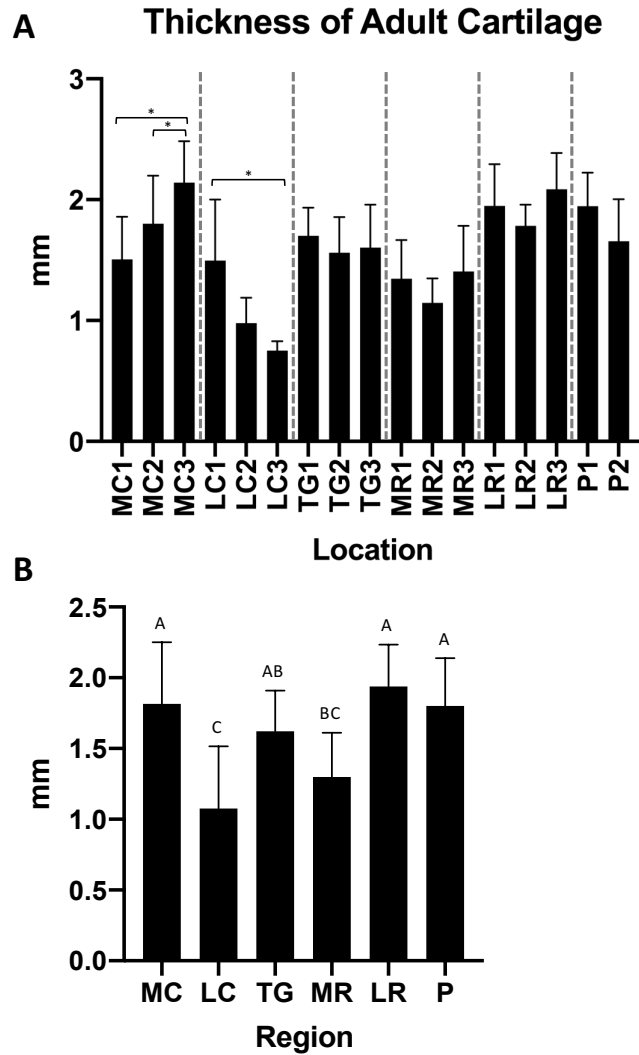 A
Thickness of Adult Cartilage
3
2
1
0
mm
*
*
*
MC1 MC2 MC3 LC1 LC2 LC3 TG1 TG2 TG3 MR1 MR2 MR3 LR1 LR2 LR3 P1 P2
Location
B
2.5
2.0
1.5
1.0
0.5
0.0
mm
A C AB BC A A
MC LC TG MR LR P
Region